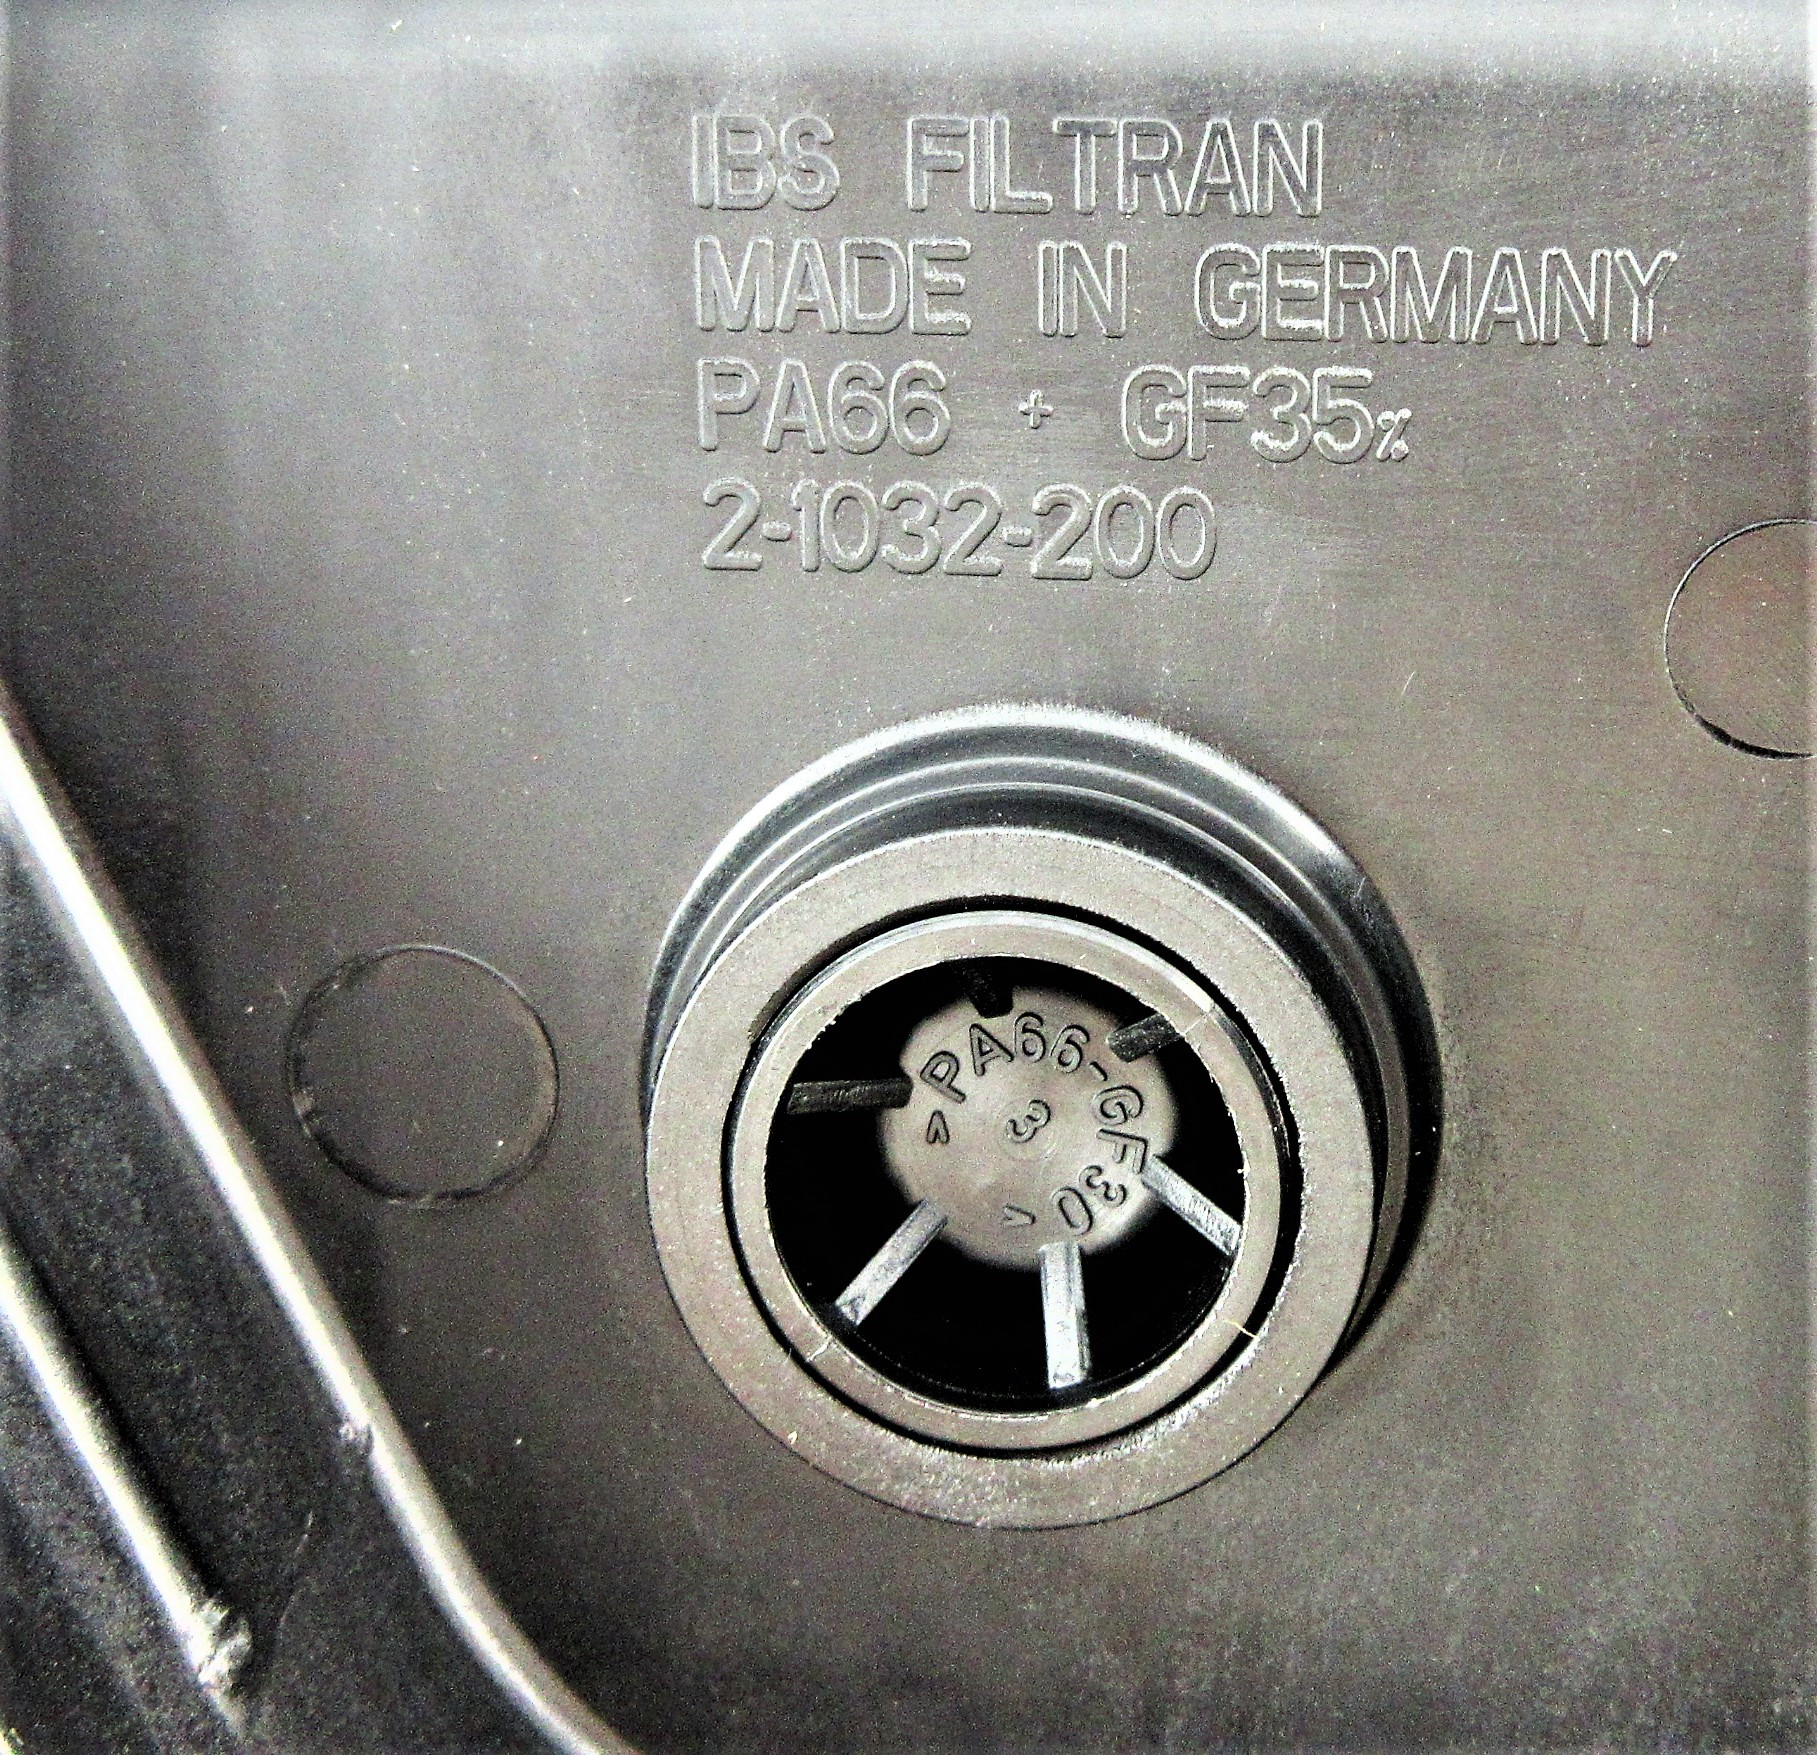 IBS FILTRAN
MADE IN GERMANY
PA66 + GF35%
2-1032-200
>PA66-GF30<
3